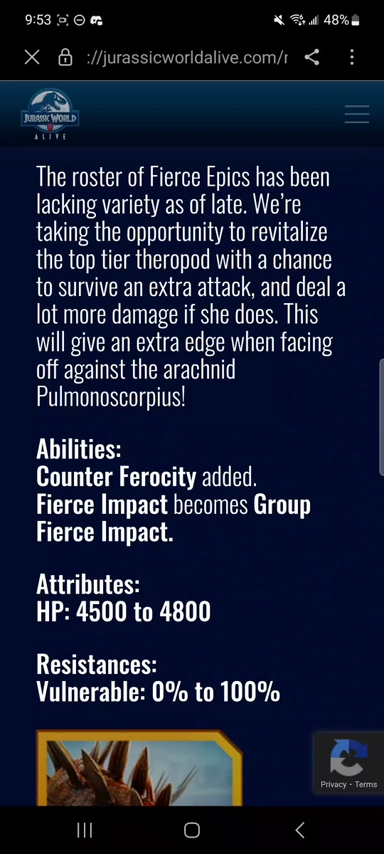 9:53
48%
://jurassicworldalive.com/r
JURASSIC WORLD
ALIVE
The roster of Fierce Epics has been
lacking variety as of late. We’re
taking the opportunity to revitalize
the top tier theropod with a chance
to survive an extra attack, and deal a
lot more damage if she does. This
will give an extra edge when facing
off against the arachnid
Pulmonoscorpius!
Abilities:
Counter Ferocity added.
Fierce Impact becomes Group
Fierce Impact.
Attributes:
HP: 4500 to 4800
Resistances:
Vulnerable: 0% to 100%
Privacy - Terms